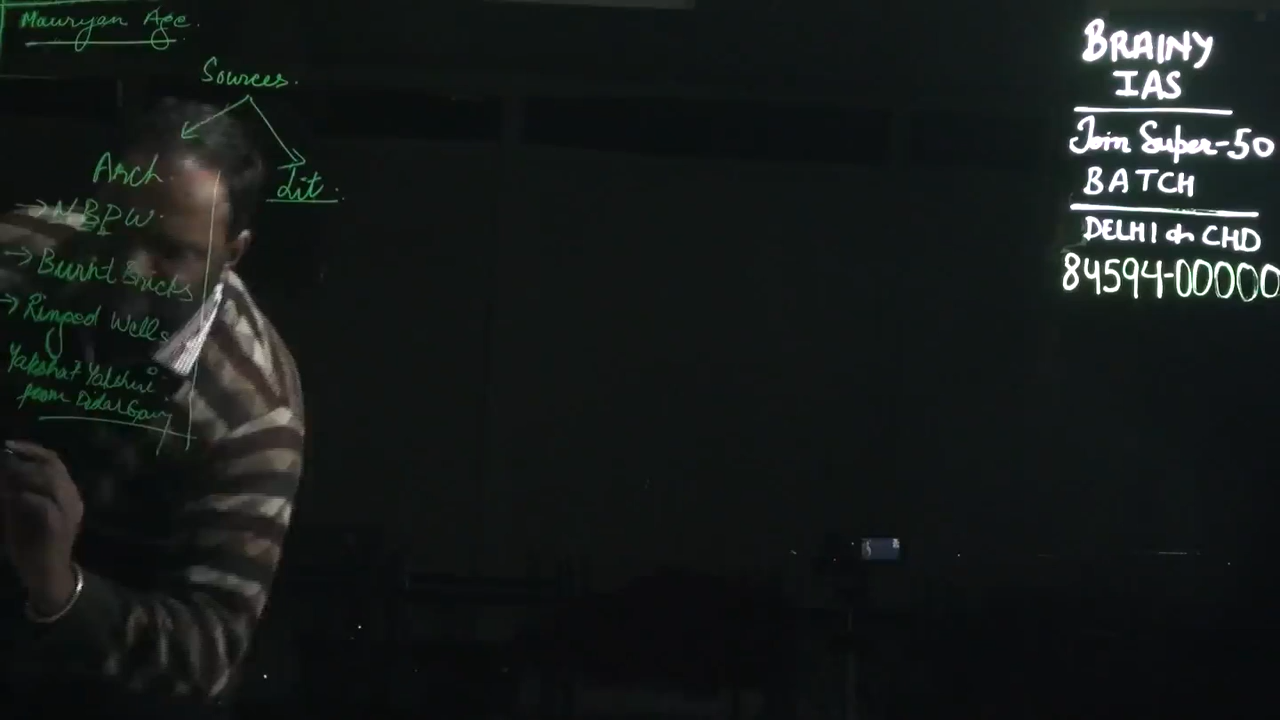 Mauryan Age.
Sources.
Arch.
Lit.
→ NBPW.
→ Burnt Bricks
→ Ringed Wells
Yaksha & Yakshini
from DidarGanj
BRAINY
IAS
Join Super-50
BATCH
DELHI & CHD
84594-00000